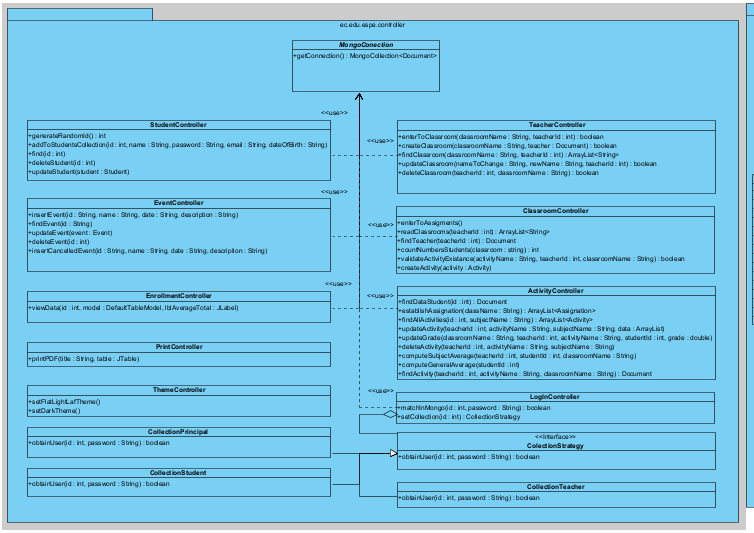 ec.edu.espe.controller
MongoConection
+getConnection() : MongoCollection<Document>
<<use>>
StudentController
+generateRandomId() : int
+addToStudentsCollection(id : int, name : String, password : String, email : String, dateOfBirth : String)
+find(id : int)
+deleteStudent(id : int)
+updateStudent(student : Student)
<<use>>
TeacherController
+enterToClassroom(classroomName : String, teacherId : int) : boolean
+createClassroom(classroomName : String, teacher : Document) : boolean
+findClassroom(classroomName : String, teacherId : int) : ArrayList<String>
+updateClassroom(nameToChange : String, newName : String, teacherId : int) : boolean
+deleteClassroom(teacherId : int, classroomName : String) : boolean
<<use>>
EventController
+insertEvent(id : String, name : String, date : String, description : String)
+findEvent(id : String)
+updateEvent(event : Event)
+deleteEvent(id : int)
+insertCancelledEvent(id : String, name : String, date : String, description : String)
<<use>>
ClassroomController
+enterToAssigments()
+readClassrooms(teacherId : int) : ArrayList<String>
+findTeacher(teacherId : int) : Document
+countNumbersStudents(classroom : string) : int
+validateActivityExistance(activityName : String, teacherId : int, classroomName : String) : boolean
+createActivity(activity : Activity)
<<use>>
EnrollmentController
+viewData(id : int, model : DefaultTableModel, lblAverageTotal : JLabel)
<<use>>
ActivityController
+findDataStudent(id : int) : Document
+establishAssignation(className : String) : ArrayList<Assignation>
+findAllActivities(id : int, subjectName : String) : ArrayList<Activity>
+updateActivity(teacherId : int, activityName : String, subjectName : String, data : ArrayList)
+updateGrade(classroomName : String, teacherId : int, activityName : String, studentId : int, grade : double)
+deleteActivity(teacherId : int, activityName : String, subjectName : String)
+computeSubjectAverage(teacherId : int, studentId : int, classroomName : String)
+computeGeneralAverage(studentId : int)
+findActivity(teacherId : int, activityName : String, classroomName : String) : Document
PrintController
+printPDF(title : String, table : JTable)
ThemeController
+setFlatLightLafTheme()
+setDarkTheme()
<<use>>
LogInController
+matchInMongo(id : int, password : String) : boolean
+setCollection(id : int) : CollectionStrategy
CollectionPrincipal
+obtainUser(id : int, password : String) : boolean
<<Interface>>
ColectionStrategy
+obtainUser(id : int, password : String) : boolean
CollectionStudent
+obtainUser(id : int, password : String) : boolean
CollectionTeacher
+obtainUser(id : int, password : String) : boolean